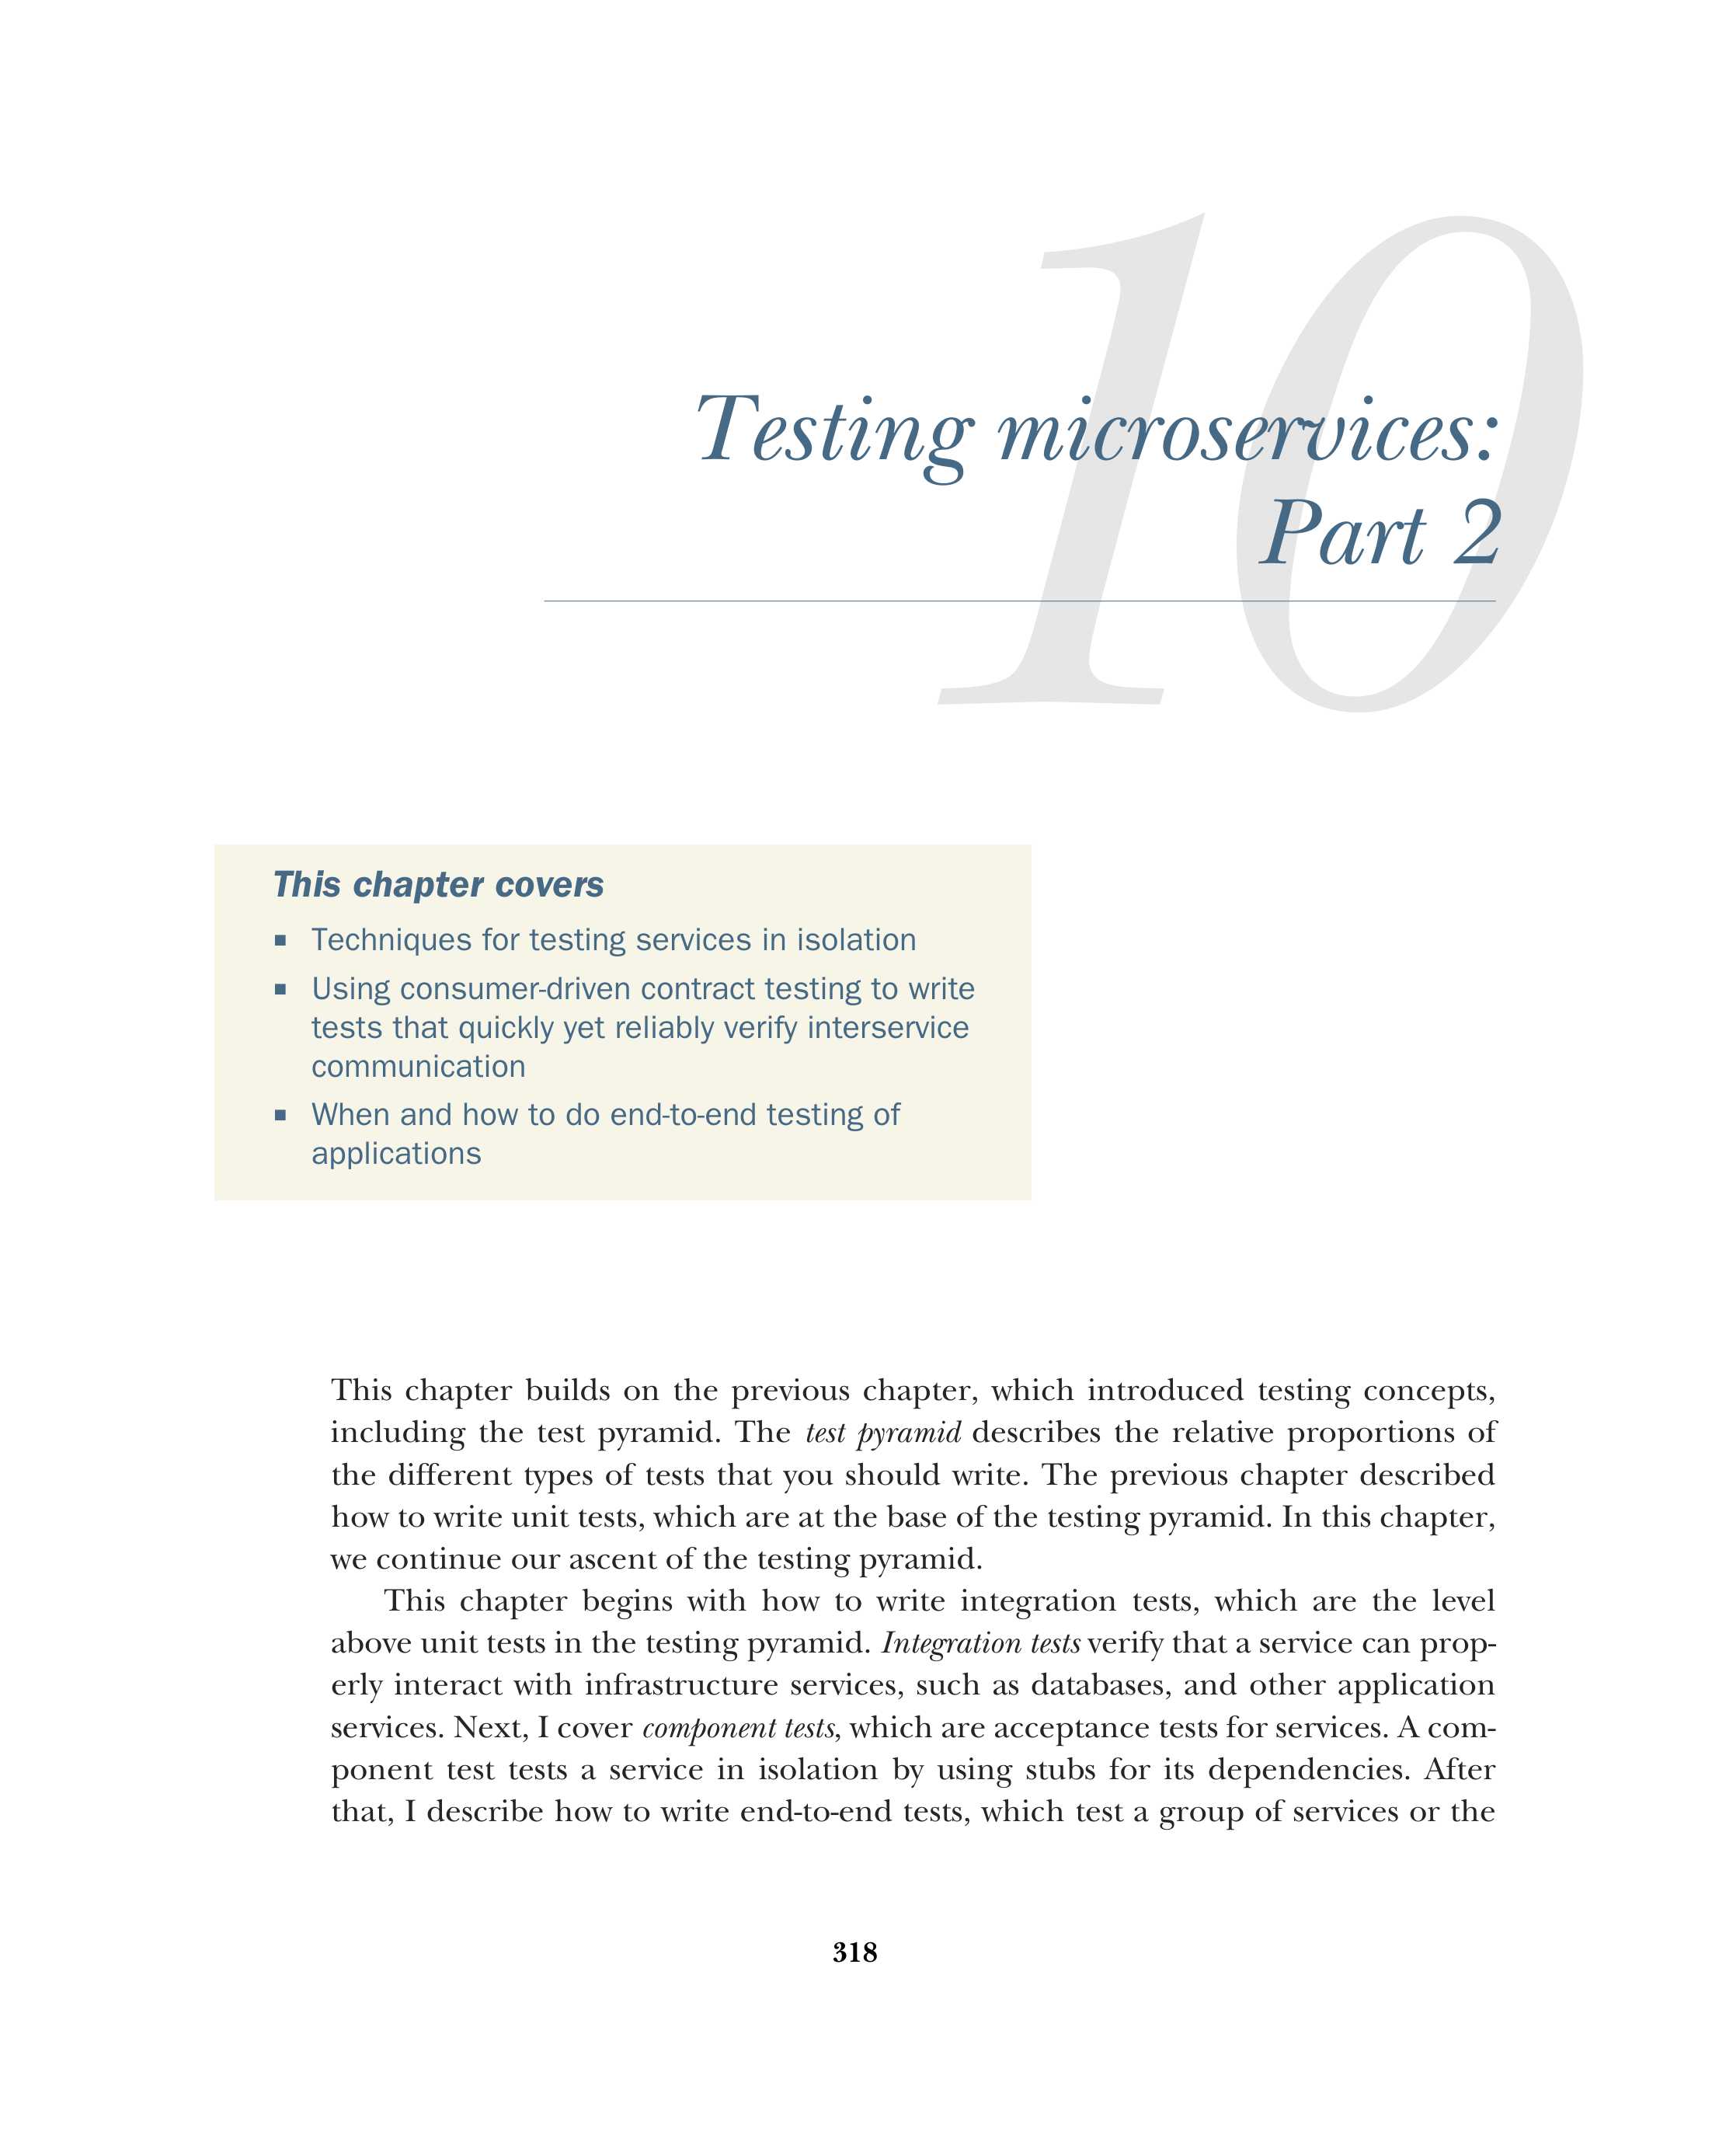 10
Testing microservices:
Part 2
This chapter covers
■ Techniques for testing services in isolation
■ Using consumer-driven contract testing to write
tests that quickly yet reliably verify interservice
communication
■ When and how to do end-to-end testing of
applications
This chapter builds on the previous chapter, which introduced testing concepts,
including the test pyramid. The test pyramid describes the relative proportions of
the different types of tests that you should write. The previous chapter described
how to write unit tests, which are at the base of the testing pyramid. In this chapter,
we continue our ascent of the testing pyramid.
This chapter begins with how to write integration tests, which are the level
above unit tests in the testing pyramid. Integration tests verify that a service can prop-
erly interact with infrastructure services, such as databases, and other application
services. Next, I cover component tests, which are acceptance tests for services. A com-
ponent test tests a service in isolation by using stubs for its dependencies. After
that, I describe how to write end-to-end tests, which test a group of services or the
318